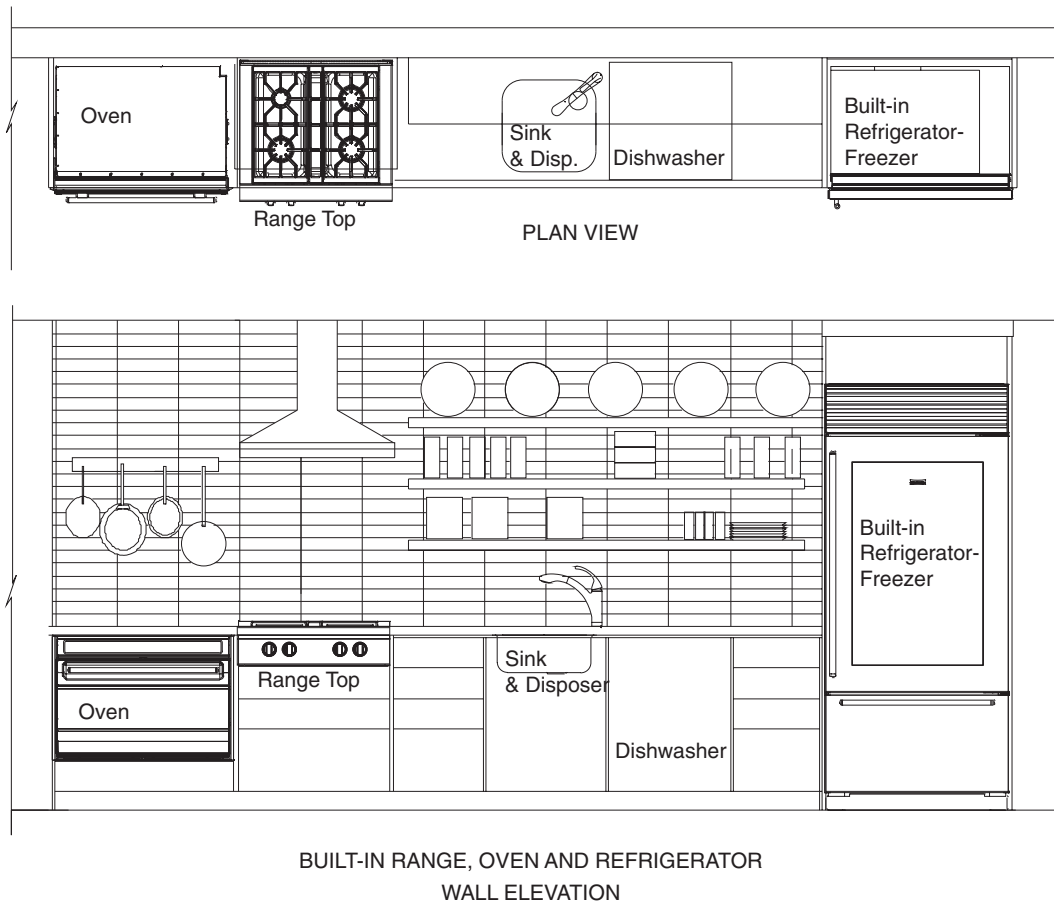 Oven
Range Top
Sink
& Disp.
Dishwasher
Built-in
Refrigerator-
Freezer
PLAN VIEW
Oven
Range Top
Sink
& Disposer
Dishwasher
Built-in
Refrigerator-
Freezer
BUILT-IN RANGE, OVEN AND REFRIGERATOR
WALL ELEVATION